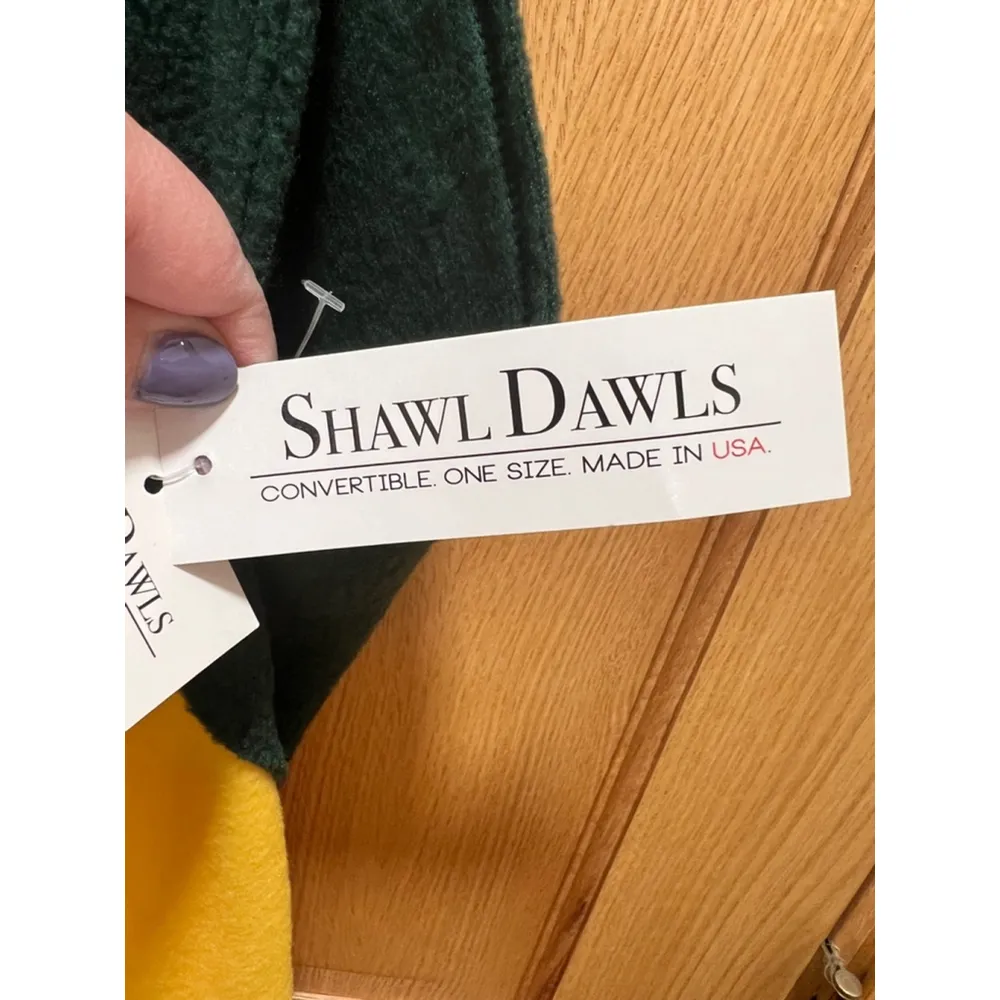 SHAWL DAWLS
CONVERTIBLE. ONE SIZE. MADE IN USA.
DAWLS